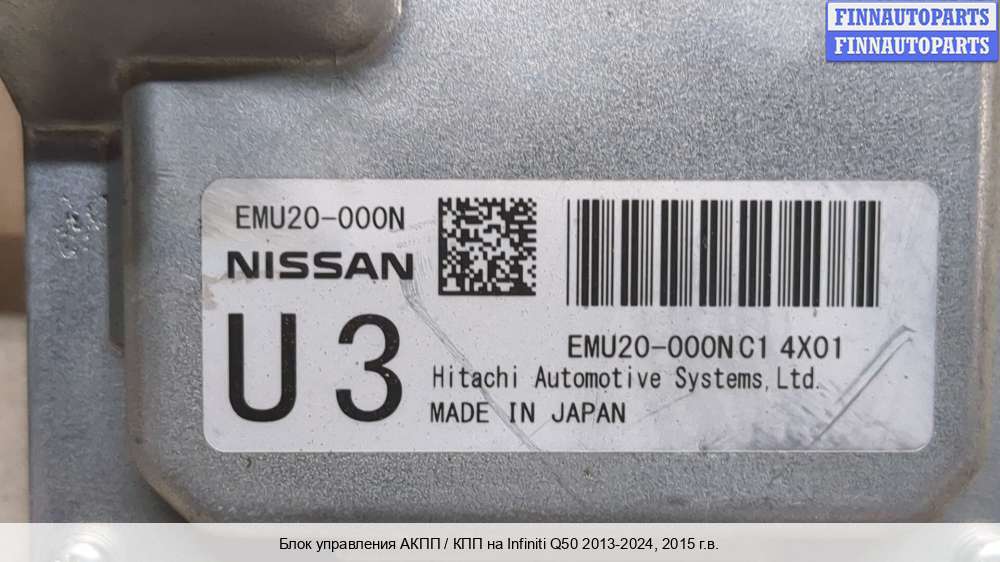 FINNAUTOPARTS
FINNAUTOPARTS
EMU20-000N
NISSAN
U 3
EMU20-000N C1 4X01
Hitachi Automotive Systems, Ltd.
MADE IN JAPAN
Блок управления АКПП / КПП на Infiniti Q50 2013-2024, 2015 г.в.